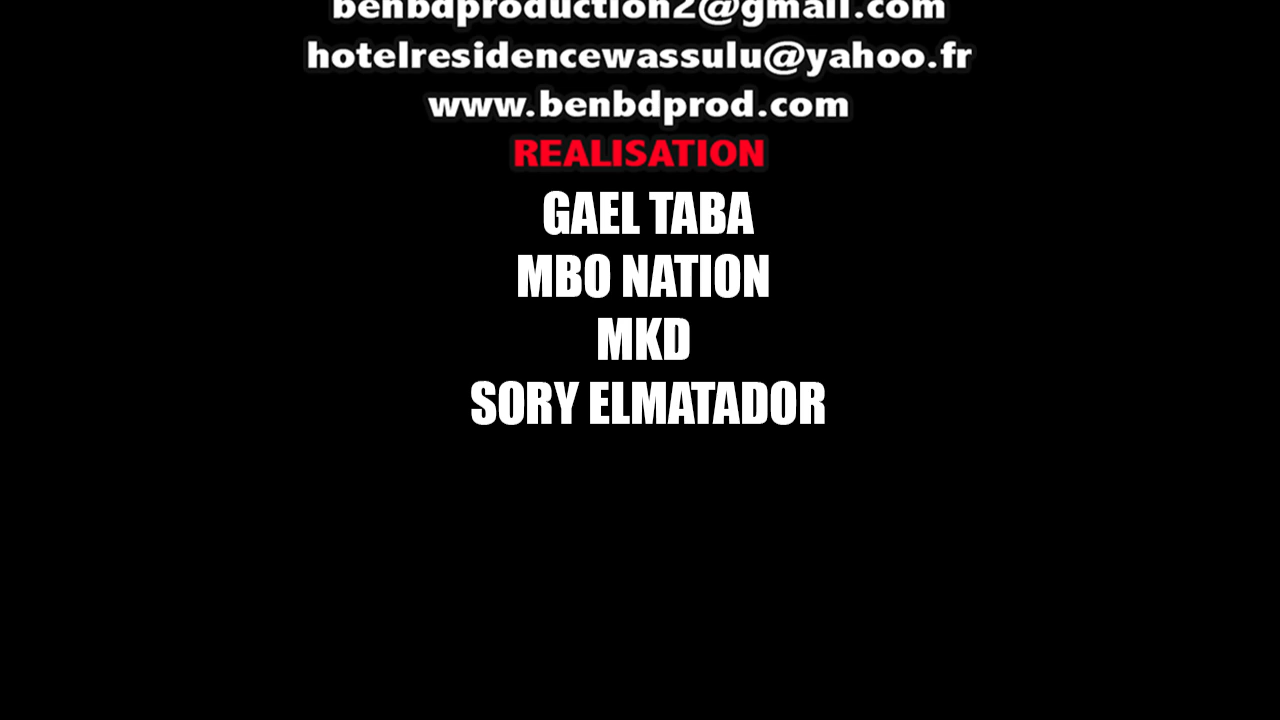 benbdproduction2@gmail.com
hotelresidencewassulu@yahoo.fr
www.benbdprod.com
REALISATION
GAEL TABA
MBO NATION
MKD
SORY ELMATADOR